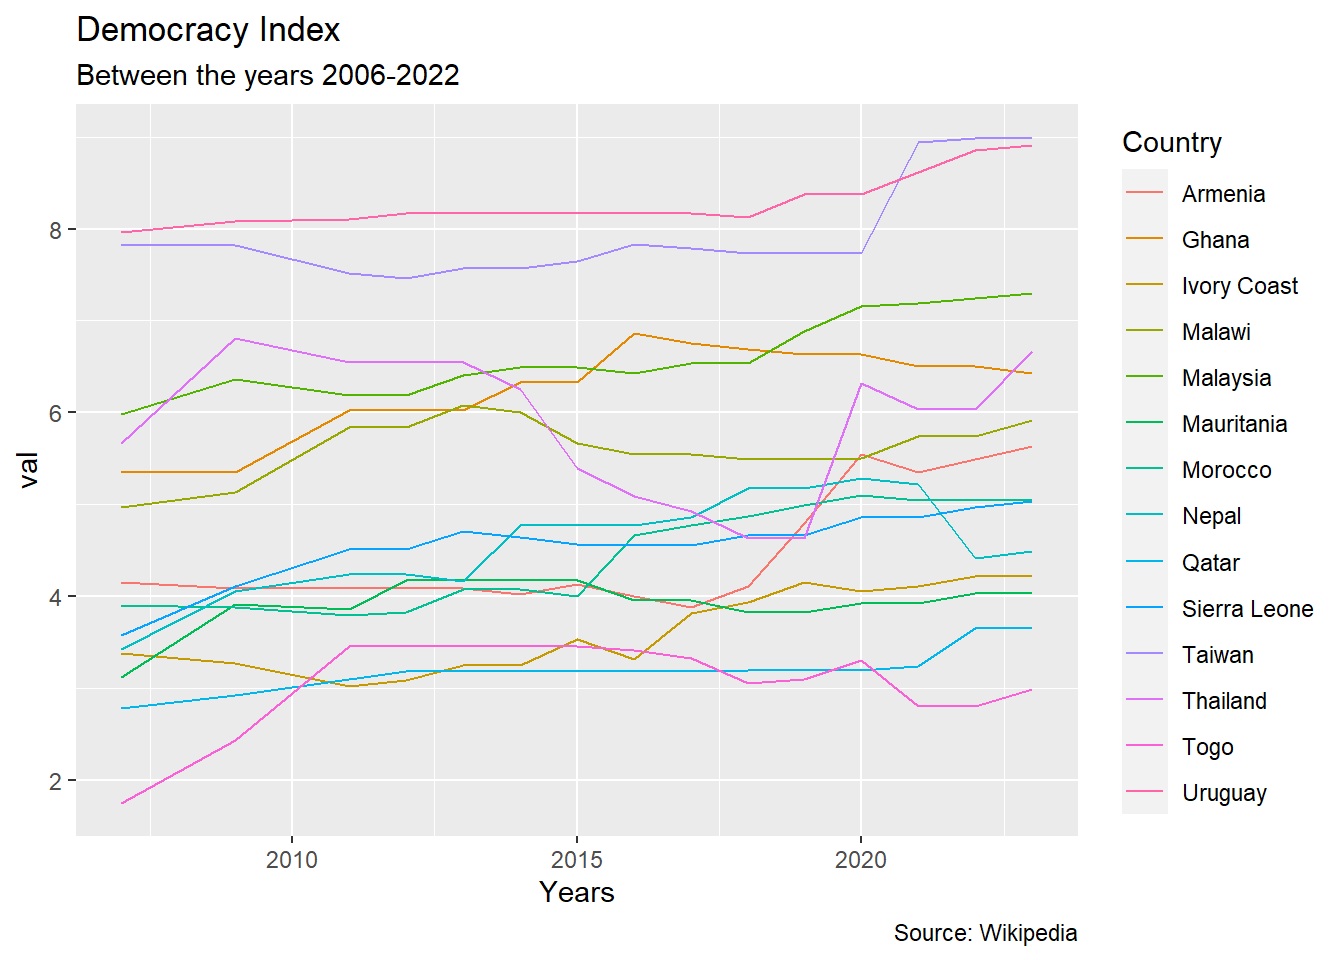 Democracy Index
Between the years 2006-2022
val
8
6
4
2
2010
2015
2020
Years
Country
Armenia
Ghana
Ivory Coast
Malawi
Malaysia
Mauritania
Morocco
Nepal
Qatar
Sierra Leone
Taiwan
Thailand
Togo
Uruguay
Source: Wikipedia